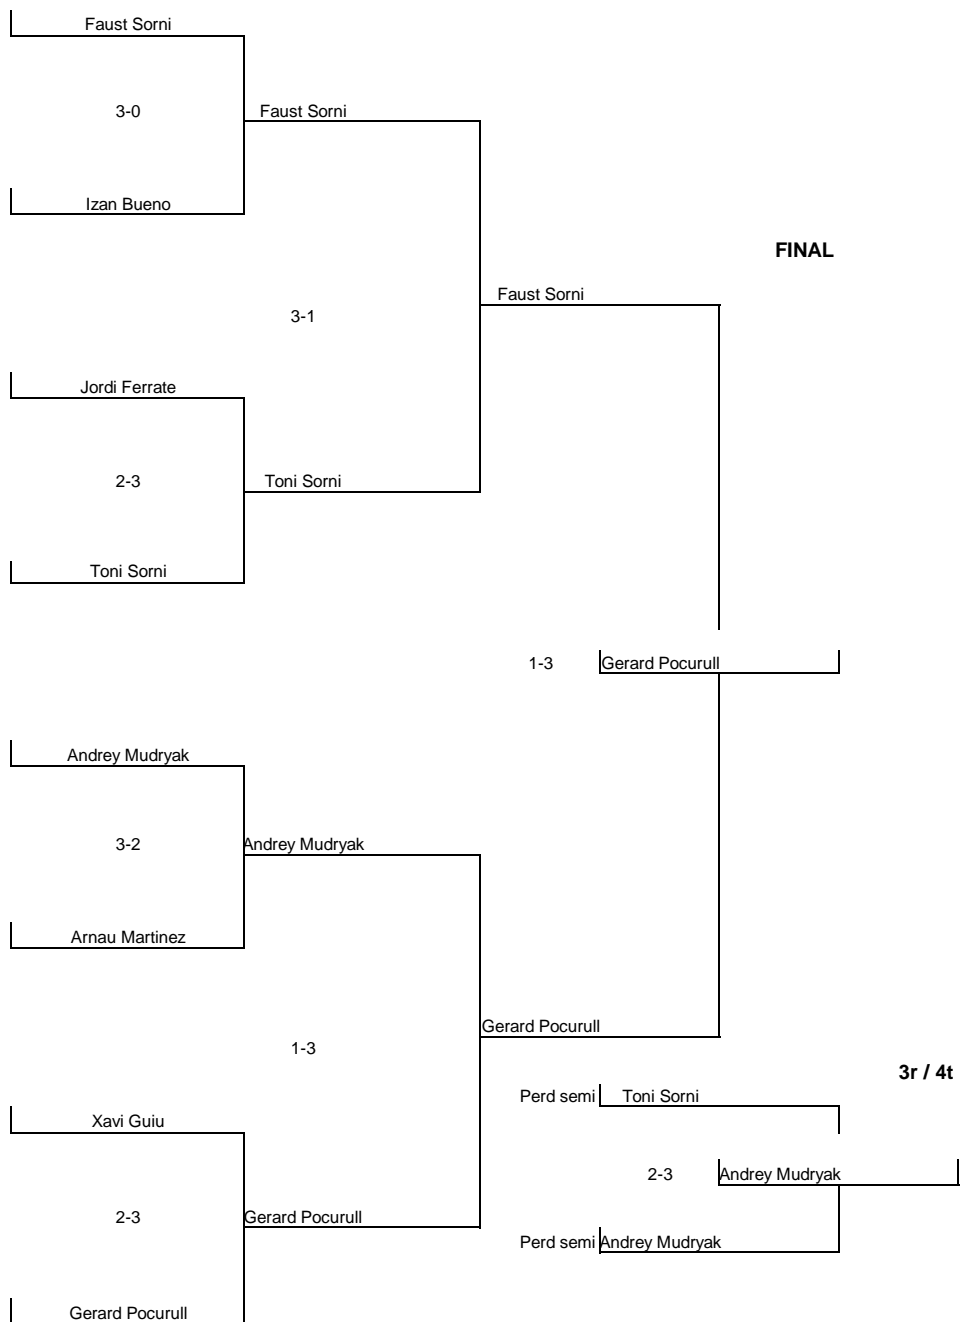 Faust Sorni
3-0
Faust Sorni
Izan Bueno
FINAL
Faust Sorni
3-1
Jordi Ferrate
2-3
Toni Sorni
Toni Sorni
1-3
Gerard Pocurull
Andrey Mudryak
3-2
Andrey Mudryak
Arnau Martinez
Gerard Pocurull
1-3
3r / 4t
Perd semi
Toni Sorni
Xavi Guiu
2-3
Andrey Mudryak
2-3
Gerard Pocurull
Perd semi
Andrey Mudryak
Gerard Pocurull